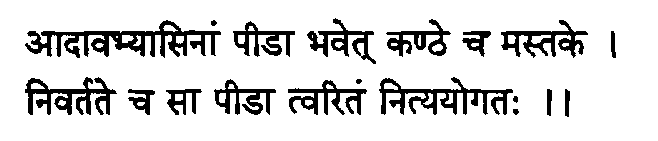 आदावभ्यासिनां पीडा भवेत् कण्ठे च मस्तके ।
निवर्तते च सा पीडा त्वरितं नित्ययोगतः ।।